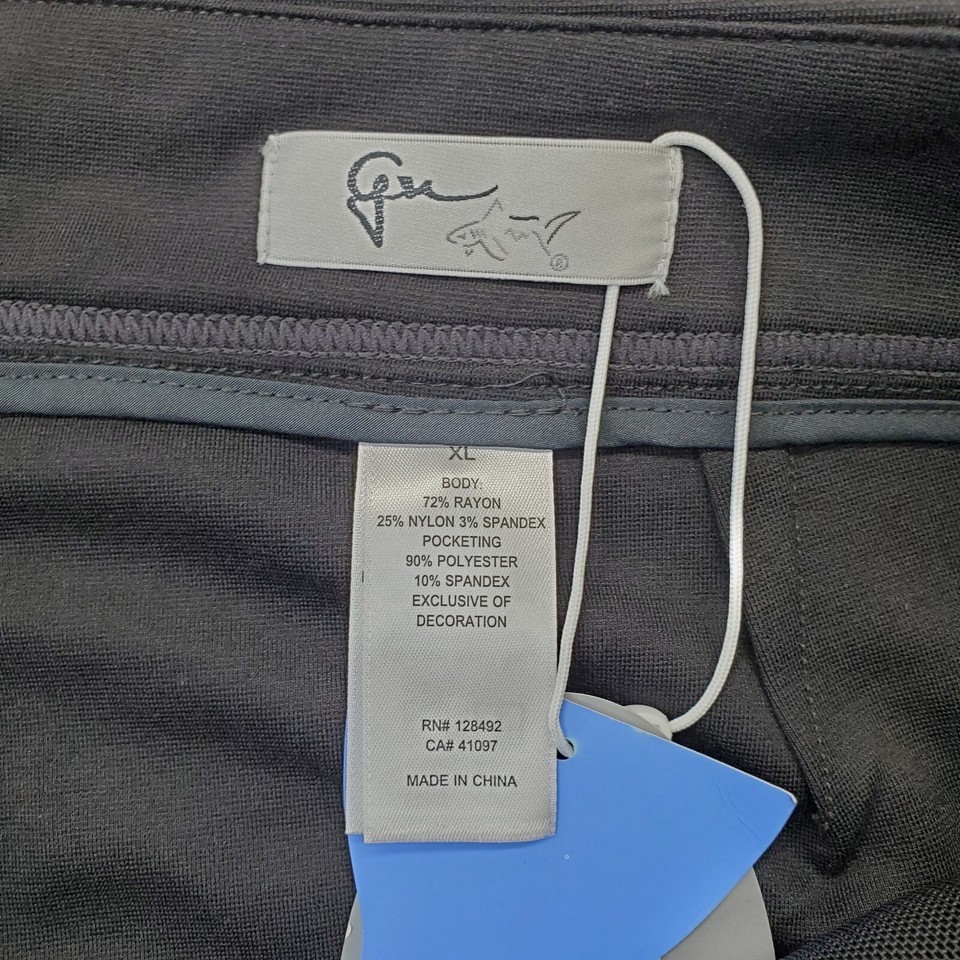 ®
XL
BODY:
72% RAYON
25% NYLON 3% SPANDEX
POCKETING
90% POLYESTER
10% SPANDEX
EXCLUSIVE OF
DECORATION
RN# 128492
CA# 41097
MADE IN CHINA